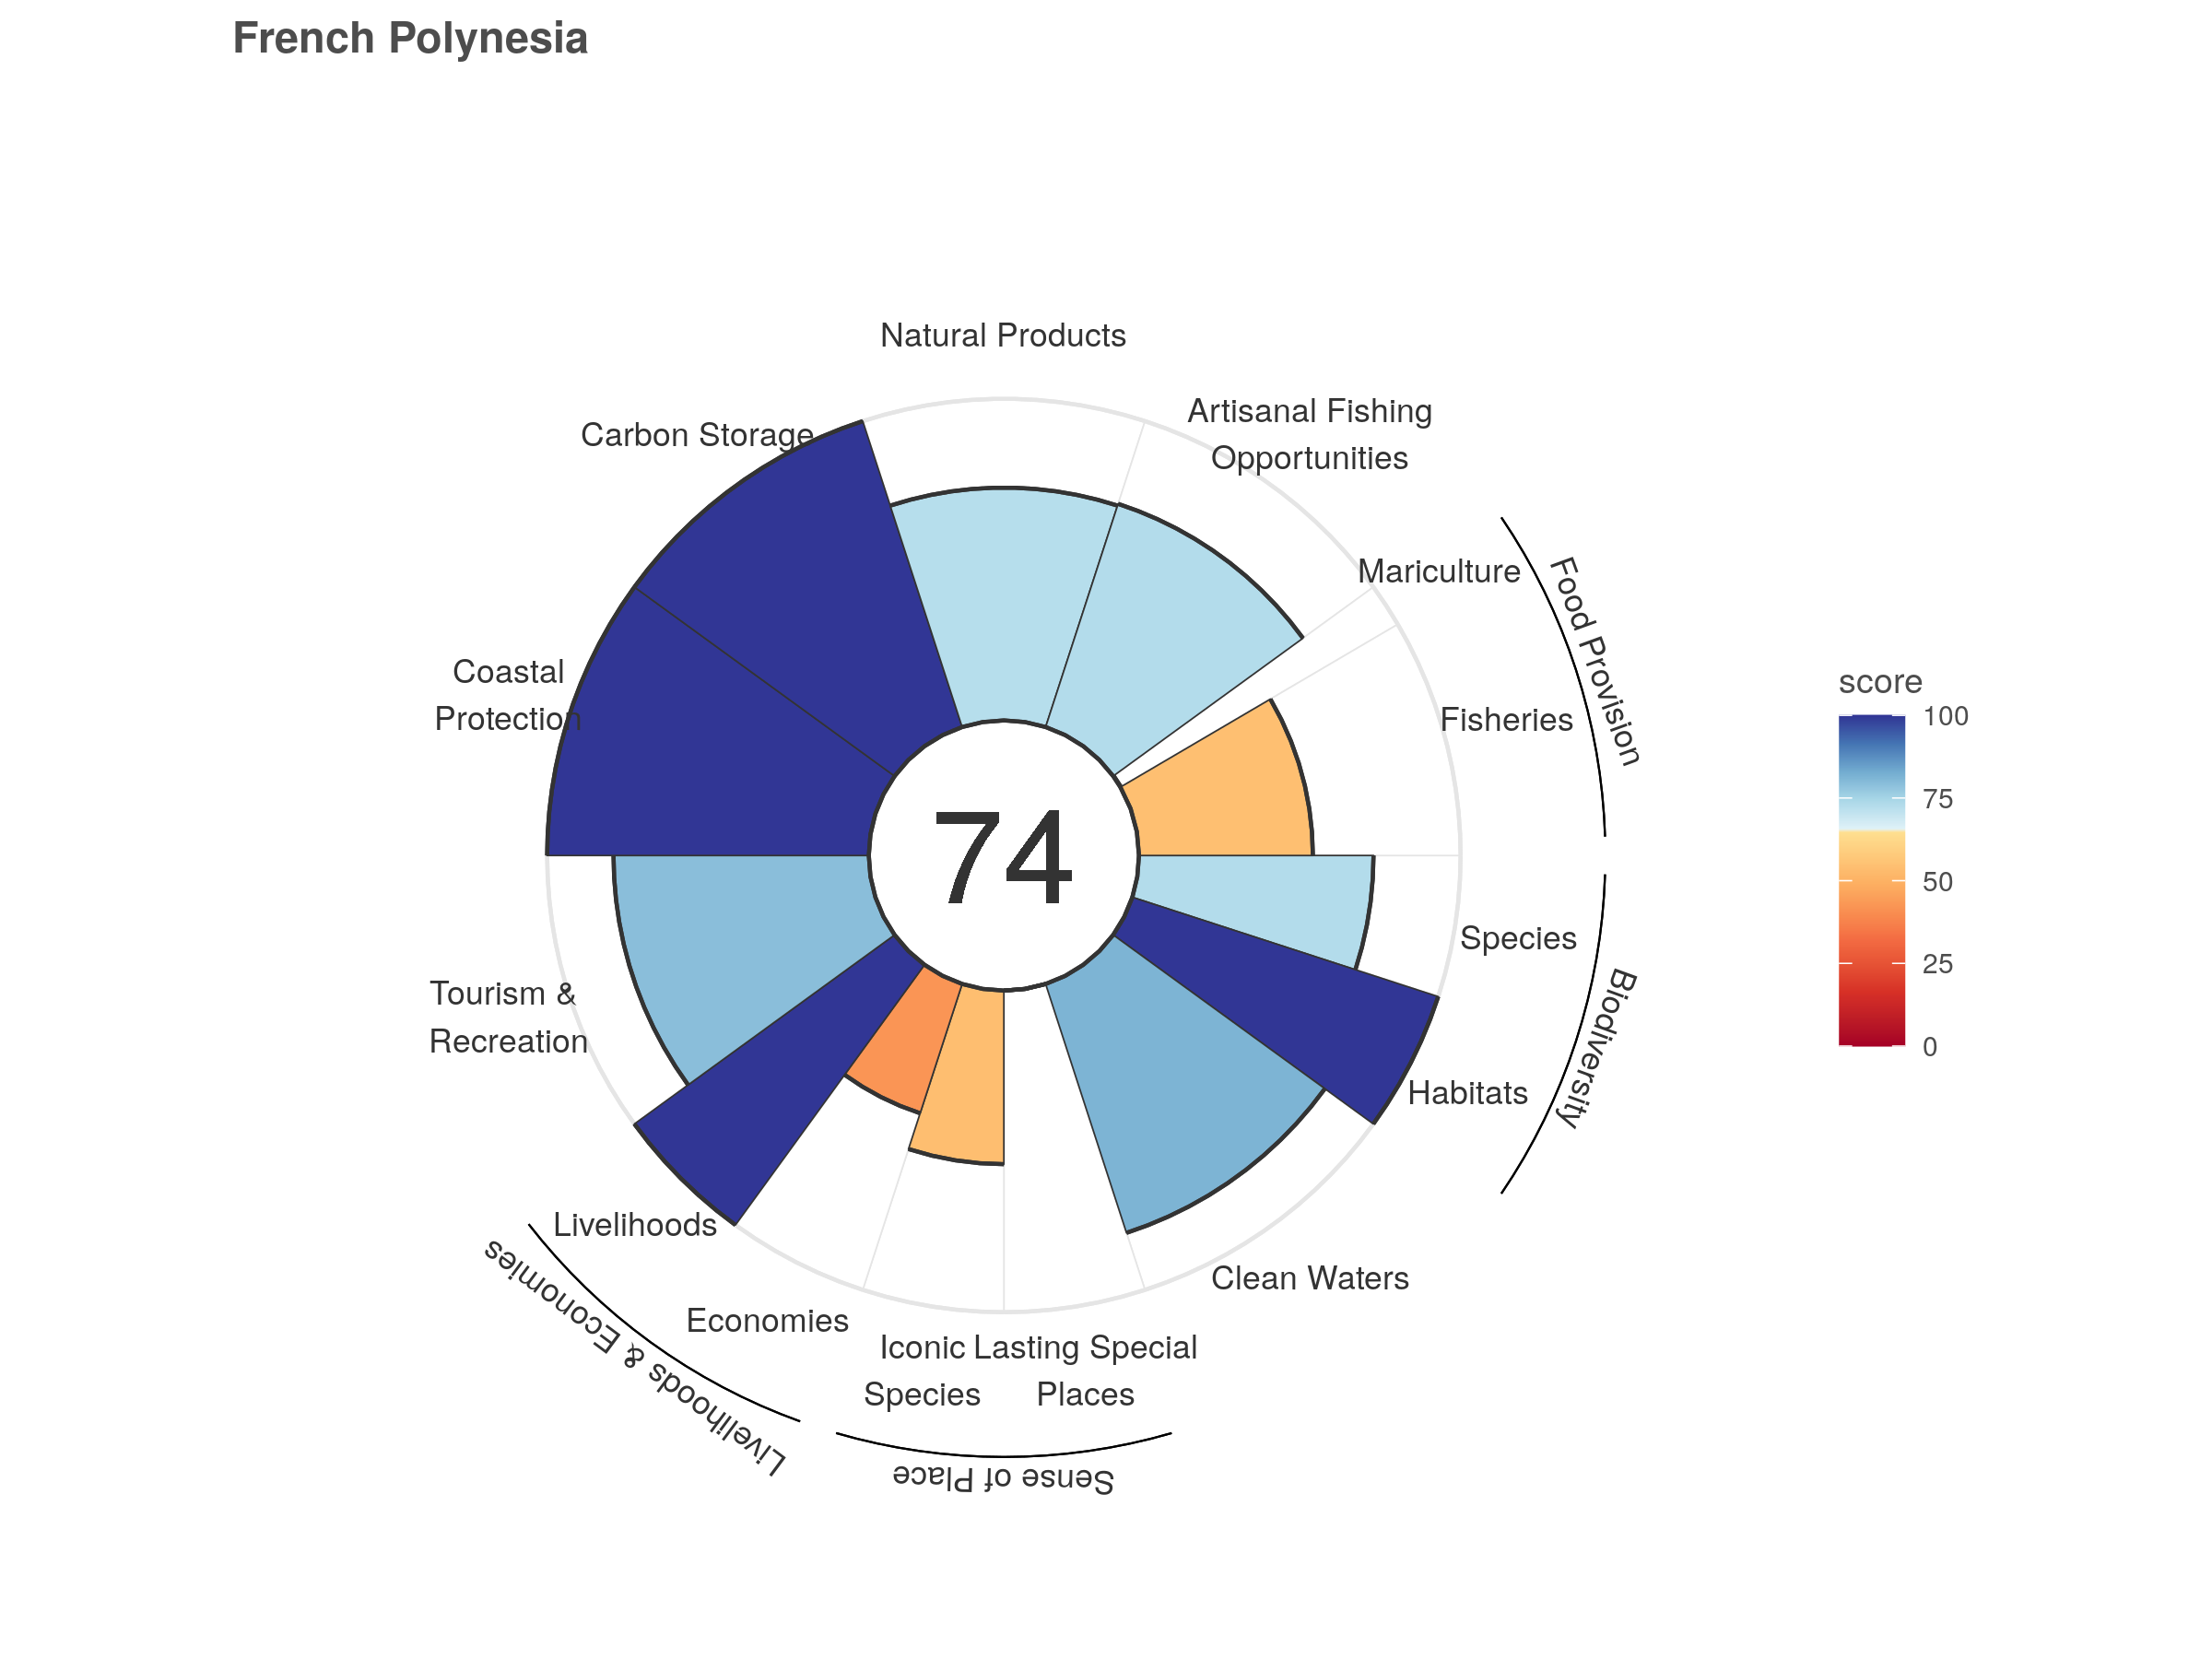 French Polynesia
Natural Products
Artisanal Fishing
Opportunities
Carbon Storage
Mariculture
Food Provision
Coastal
Protection
Fisheries
score
100
75
50
25
0
74
Species
Biodiversity
Tourism &
Recreation
Habitats
Livelihoods
Clean Waters
Economies
Livelihoods & Economies
Iconic
Species
Lasting Special
Places
Sense of Place